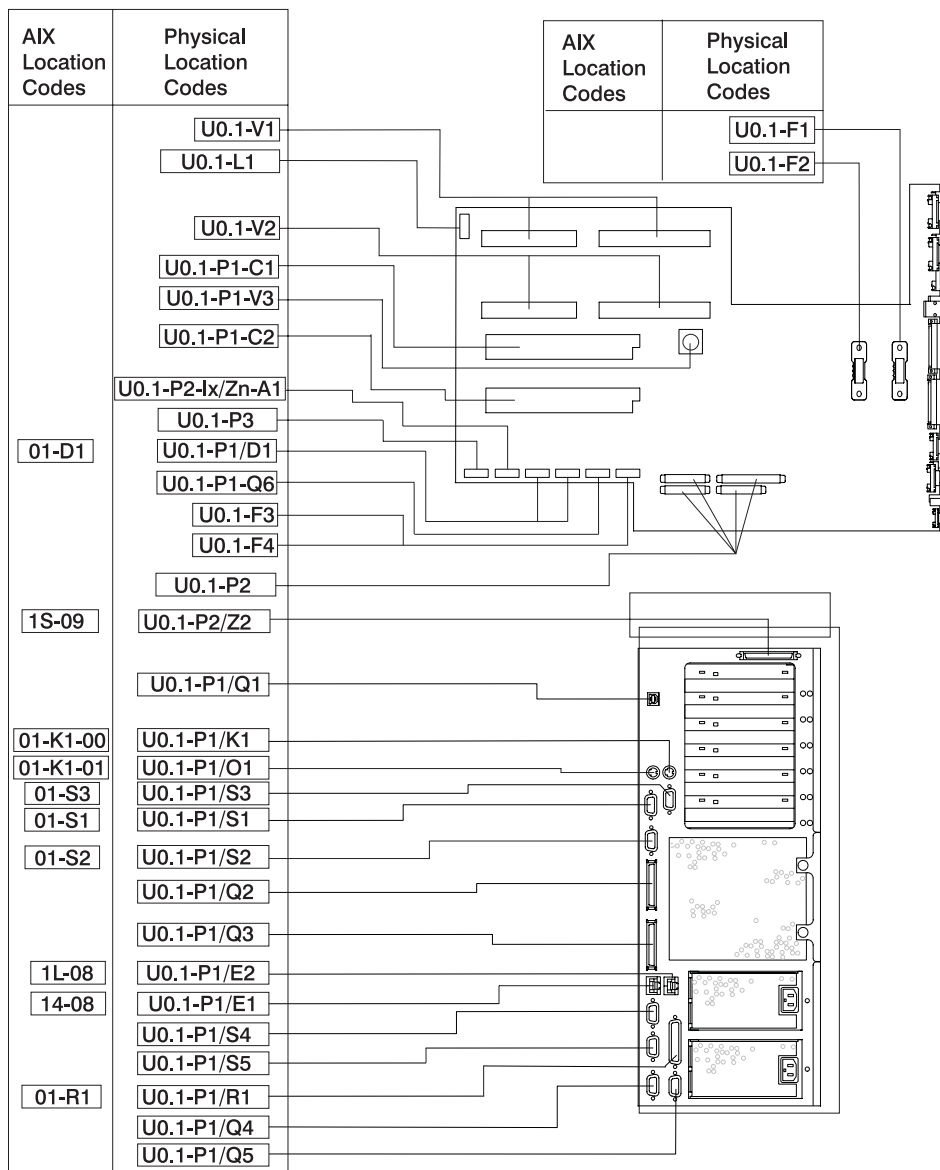 AIX
Location
Codes
Physical
Location
Codes
AIX
Location
Codes
Physical
Location
Codes
U0.1-V1
U0.1-F1
U0.1-L1
U0.1-F2
U0.1-V2
U0.1-P1-C1
U0.1-P1-V3
U0.1-P1-C2
U0.1-P2-Ix/Zn-A1
U0.1-P3
01-D1 U0.1-P1/D1
U0.1-P1-Q6
U0.1-F3
U0.1-F4
U0.1-P2
1S-09 U0.1-P2/Z2
U0.1-P1/Q1
01-K1-00 U0.1-P1/K1
01-K1-01 U0.1-P1/O1
01-S3 U0.1-P1/S3
01-S1 U0.1-P1/S1
01-S2 U0.1-P1/S2
U0.1-P1/Q2
U0.1-P1/Q3
1L-08 U0.1-P1/E2
14-08 U0.1-P1/E1
U0.1-P1/S4
U0.1-P1/S5
01-R1 U0.1-P1/R1
U0.1-P1/Q4
U0.1-P1/Q5